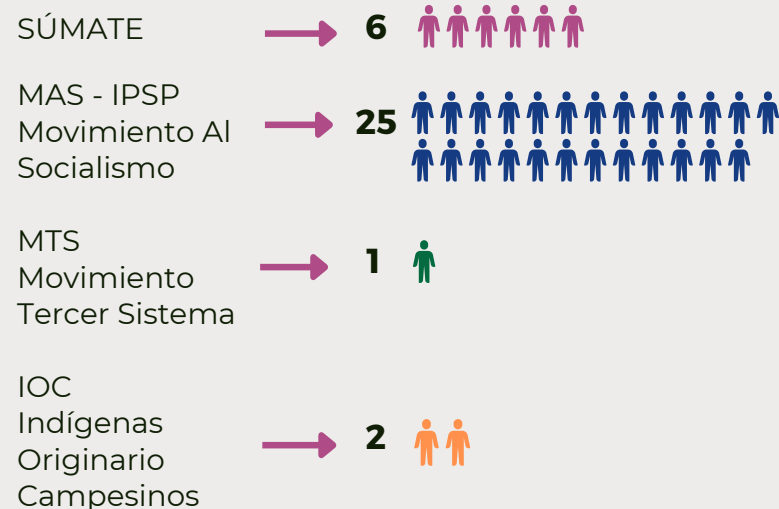 SÚMATE
6
MAS - IPSP
Movimiento Al
Socialismo
25
MTS
Movimiento
Tercer Sistema
1
IOC
Indígenas
Originario
Campesinos
2